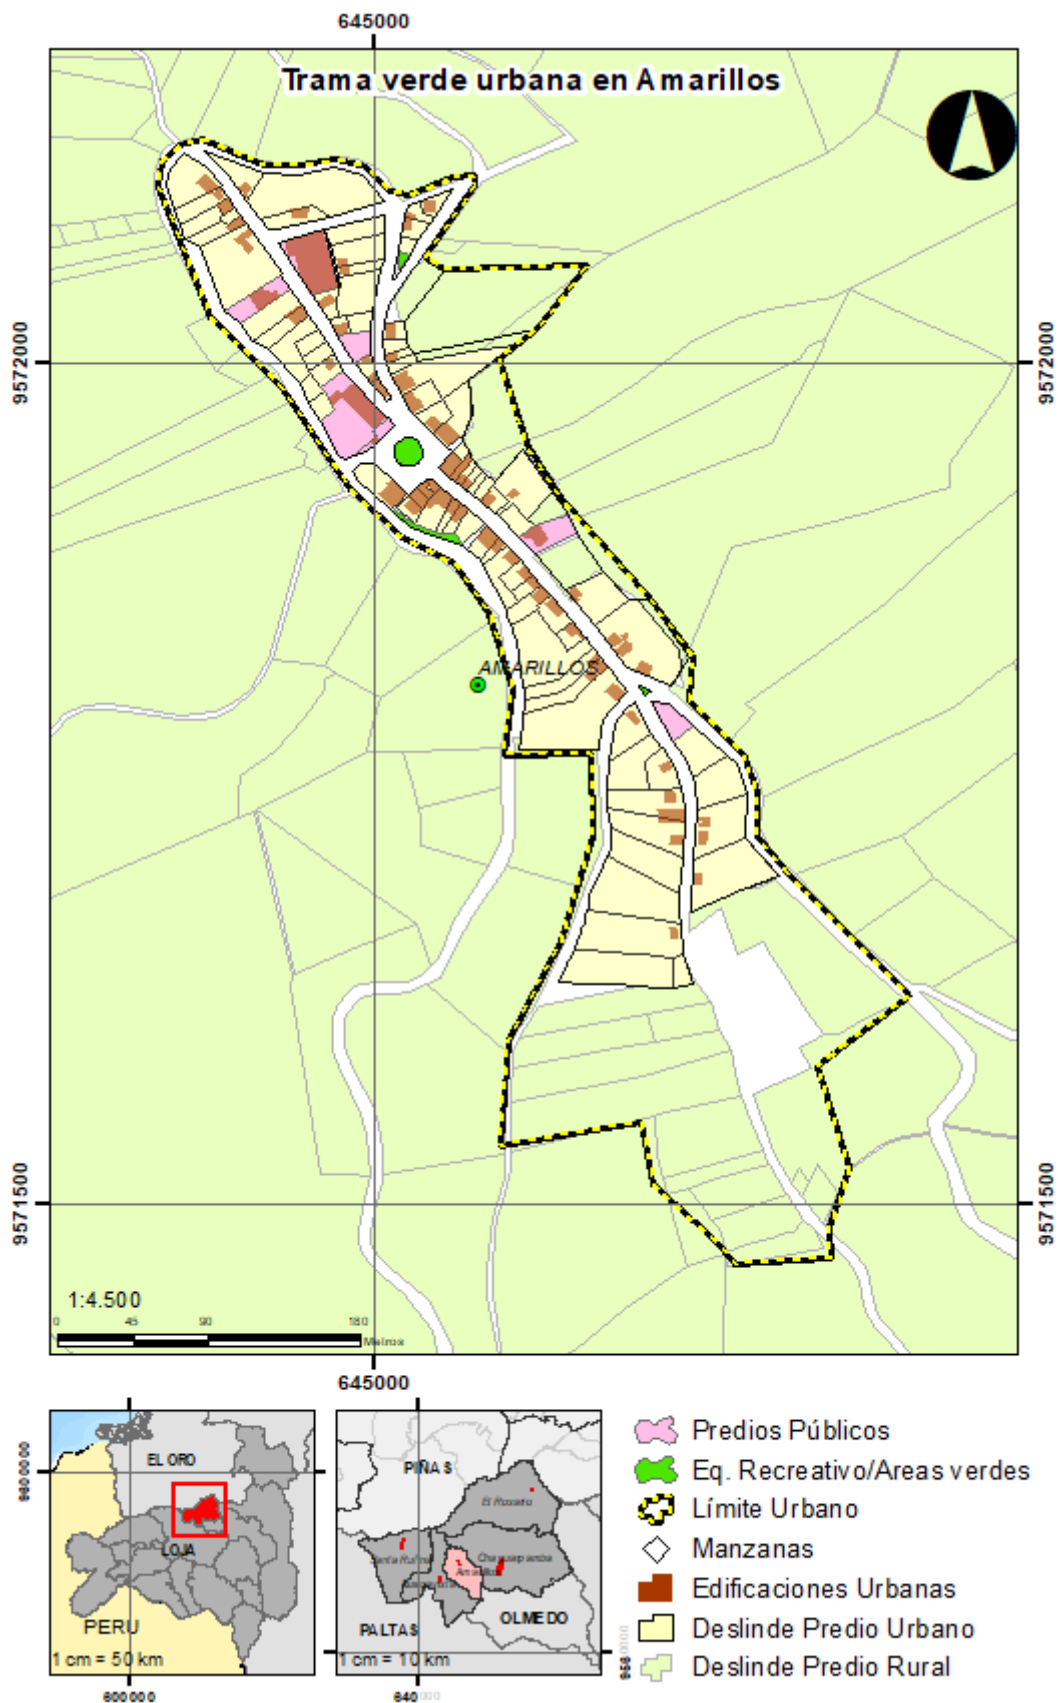 645000
Trama verde urbana en Amarillos
9572000
9572000
AMARILLOS
9571500
9571500
1:4.500
0 45 90 180
Metros
645000
EL ORO
LOJA
PERU
1 cm = 50 km
600000
PIÑAS
El Rosario
Santa Rufina
Chaguarpamba
Amarillos
PALTAS
OLMEDO
1 cm = 10 km
640000
Predios Públicos
Eq. Recreativo/Areas verdes
Límite Urbano
Manzanas
Edificaciones Urbanas
Deslinde Predio Urbano
Deslinde Predio Rural